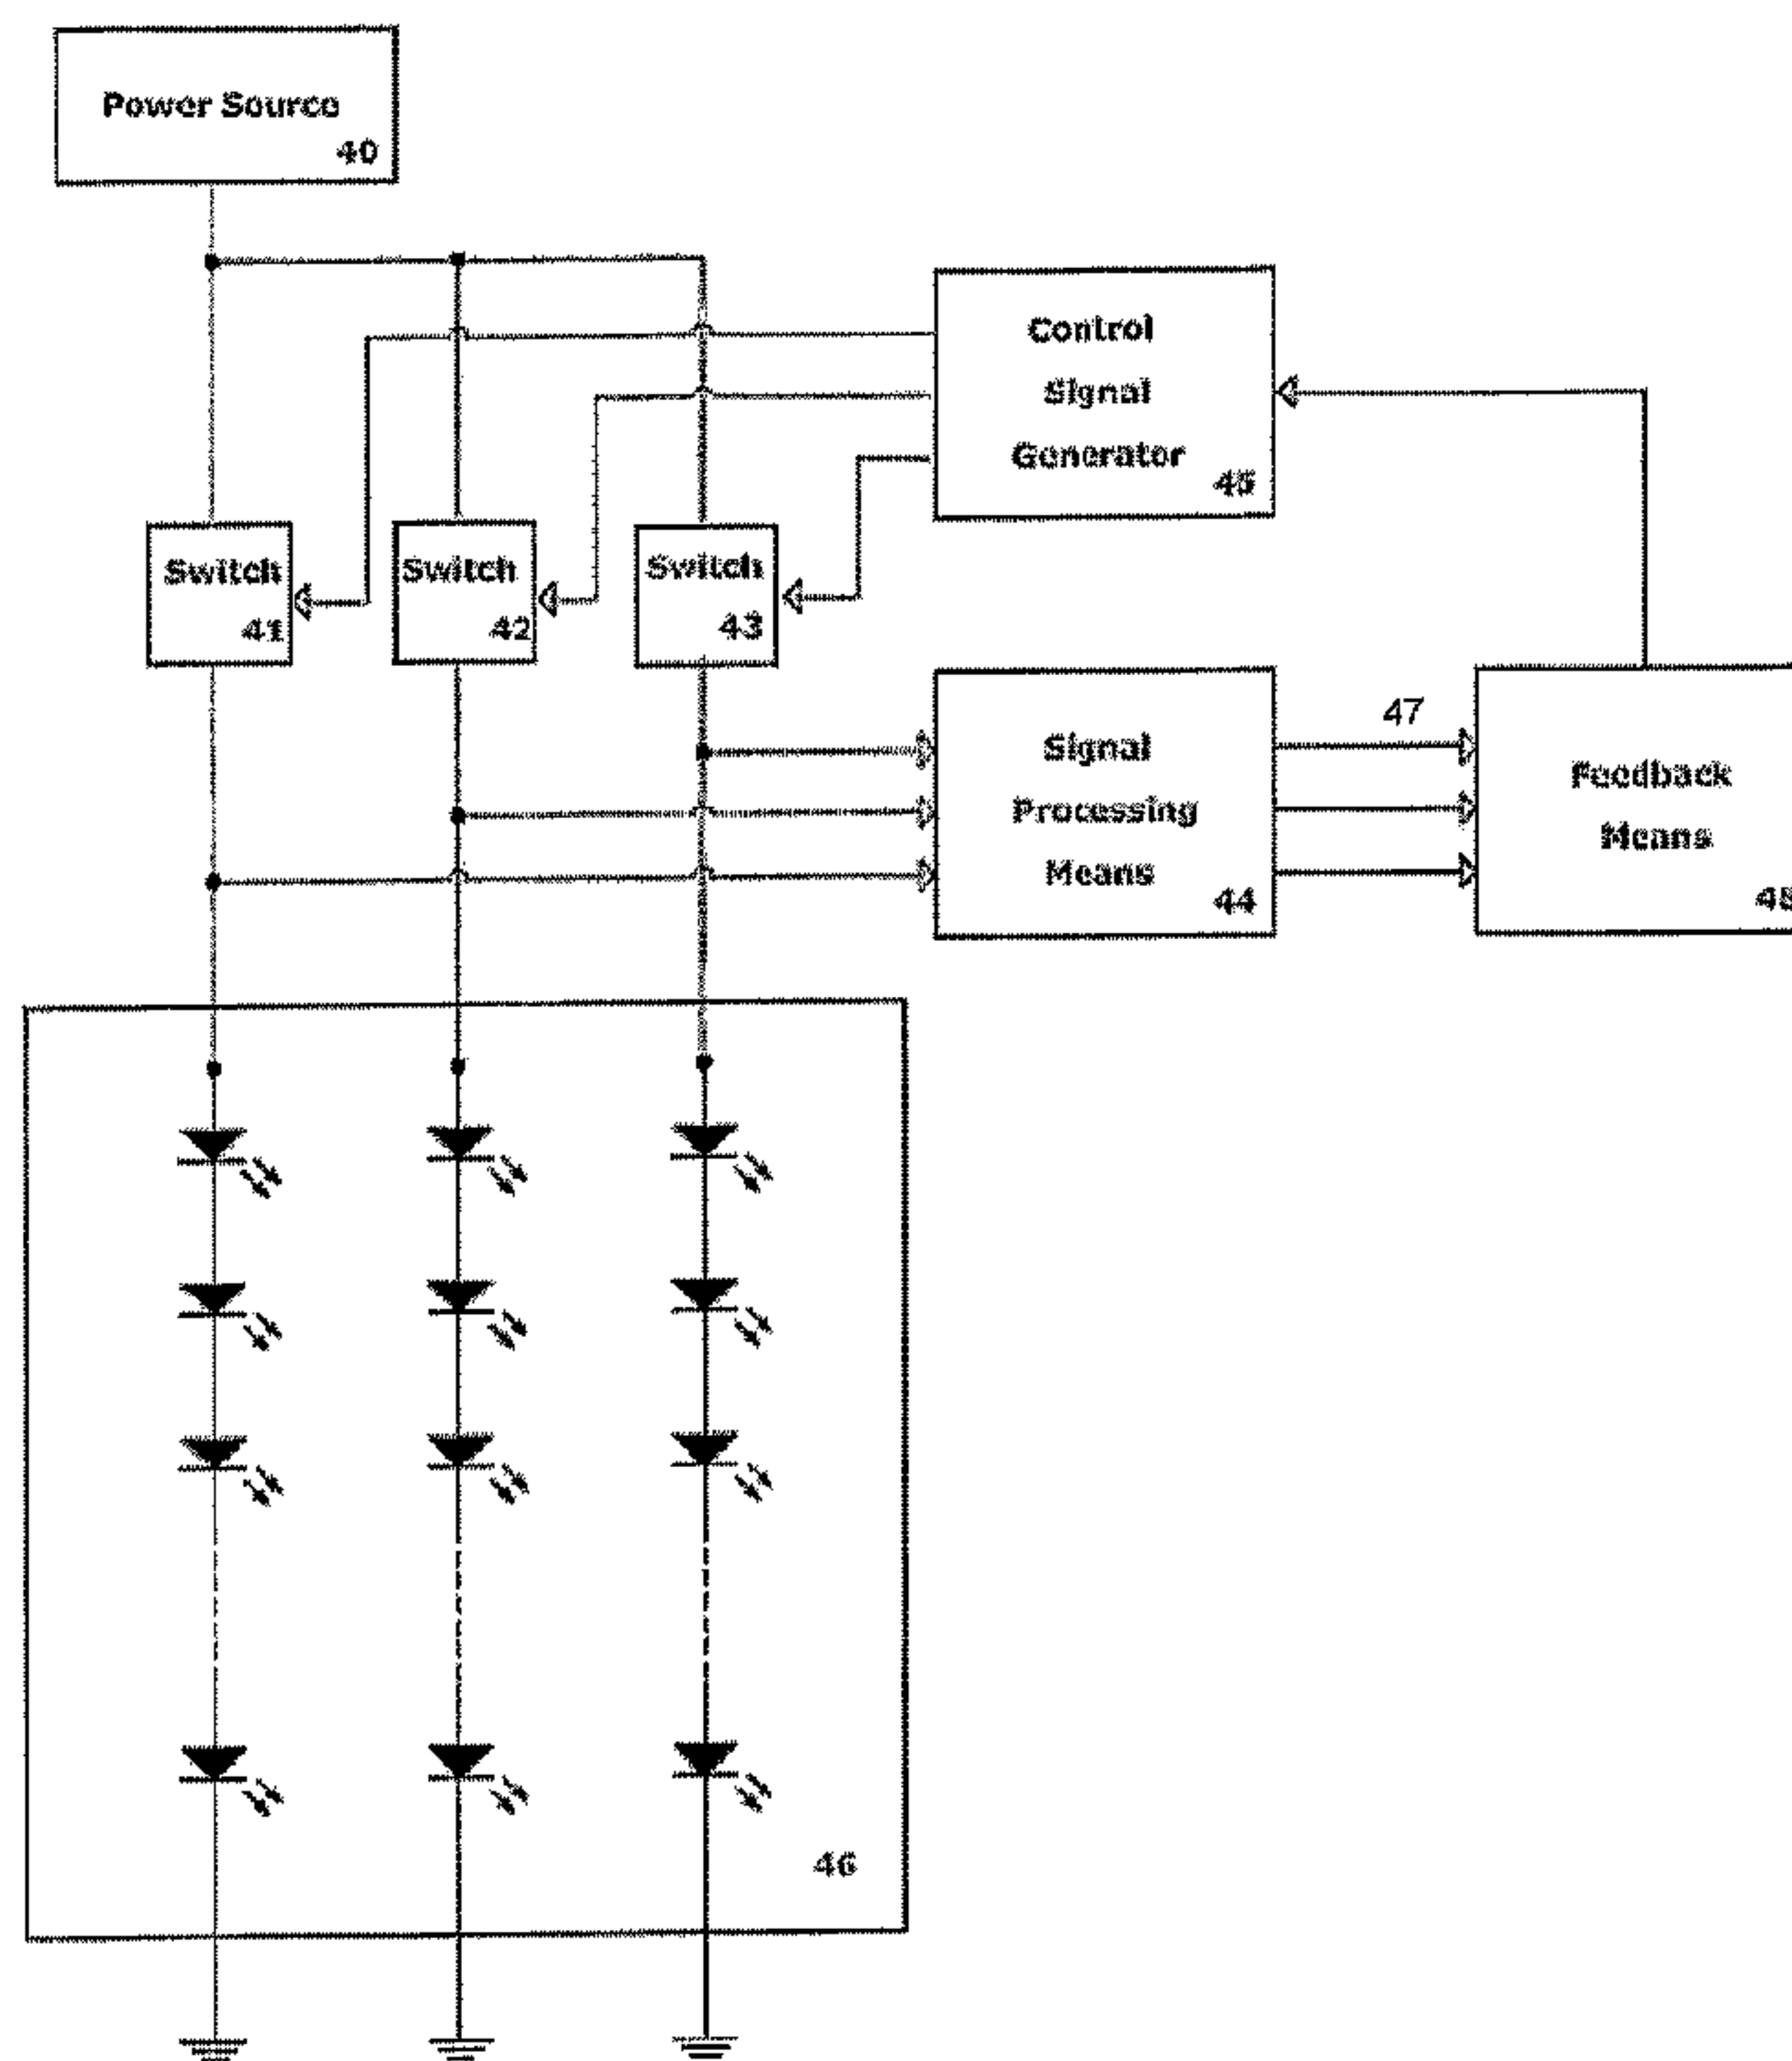 Power Source
40
Control
Signal
Generator
45
Switch
41
Switch
42
Switch
43
Signal
Processing
Means
44
47
Feedback
Means
46